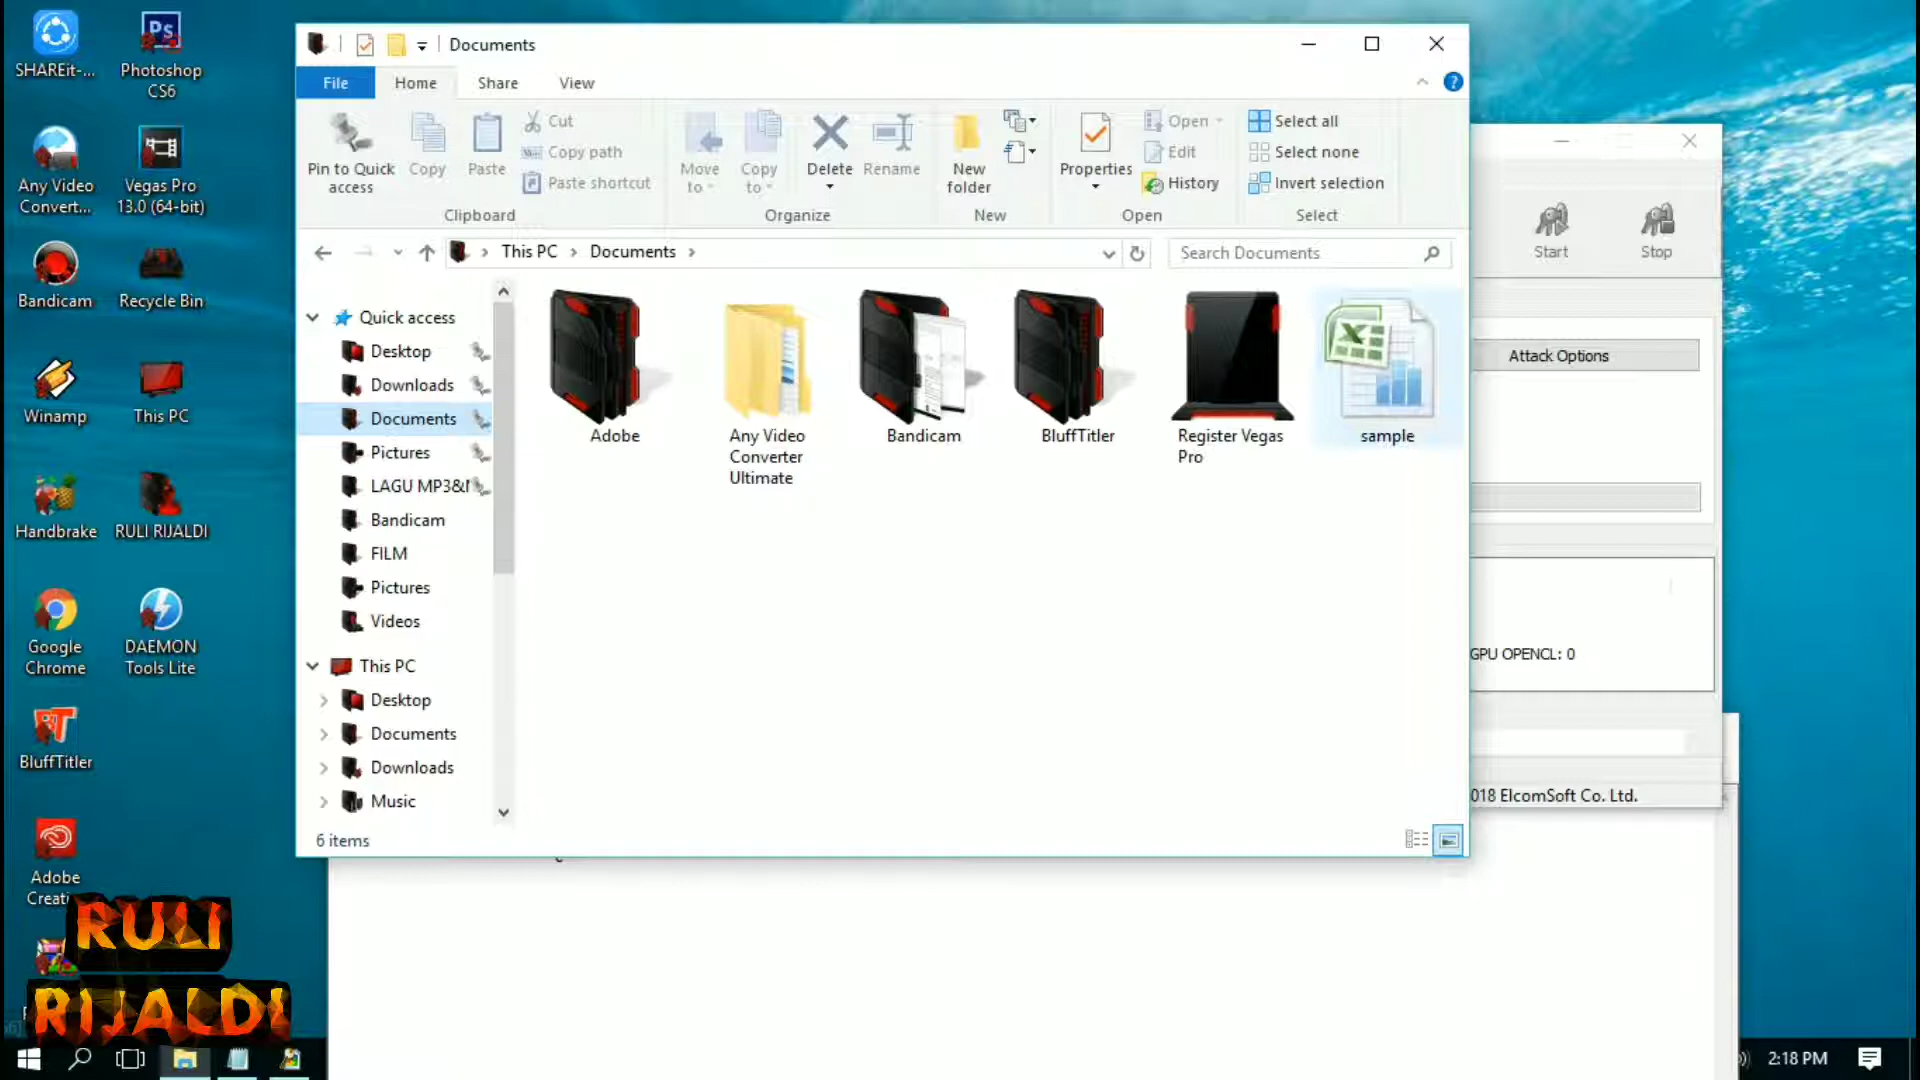 SHAREit-...
Photoshop
CS6
Any Video
Convert...
Vegas Pro
13.0 (64-bit)
Bandicam
Recycle Bin
Winamp
This PC
Handbrake
RULI RIJALDI
Google
Chrome
DAEMON
Tools Lite
BluffTitler
Adobe
Creati
RULI
RIJALDI
Documents
File
Home
Share
View
Pin to Quick
access
Copy
Paste
Cut
Copy path
Paste shortcut
Clipboard
Move
to
Copy
to
Delete
Rename
Organize
New
folder
New
Properties
Open
Edit
History
Open
Select all
Select none
Invert selection
Select
This PC
Documents
Search Documents
Quick access
Desktop
Downloads
Documents
Pictures
LAGU MP3&
Bandicam
FILM
Pictures
Videos
This PC
Desktop
Documents
Downloads
Music
Adobe
Any Video
Converter
Ultimate
Bandicam
BluffTitler
Register Vegas
Pro
sample
6 items
Start
Stop
Attack Options
GPU OPENCL: 0
018 ElcomSoft Co. Ltd.
2:18 PM